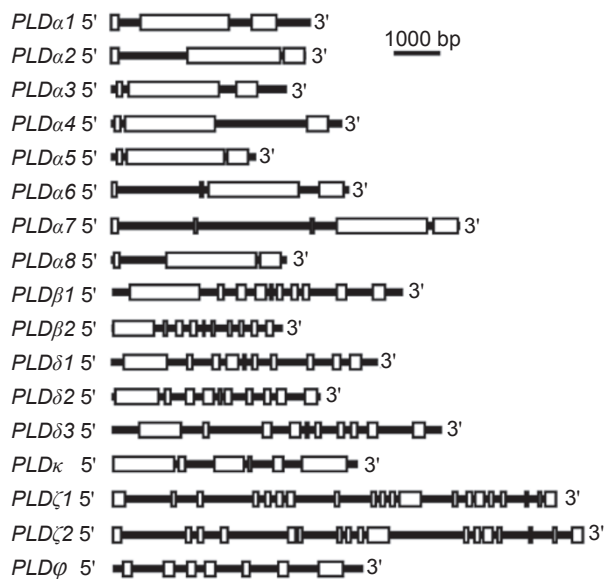 PLDα1 5' 3'
1000 bp
PLDα2 5' 3'
PLDα3 5' 3'
PLDα4 5' 3'
PLDα5 5' 3'
PLDα6 5' 3'
PLDα7 5' 3'
PLDα8 5' 3'
PLDβ1 5' 3'
PLDβ2 5' 3'
PLDδ1 5' 3'
PLDδ2 5' 3'
PLDδ3 5' 3'
PLDκ 5' 3'
PLDζ1 5' 3'
PLDζ2 5' 3'
PLDφ 5' 3'